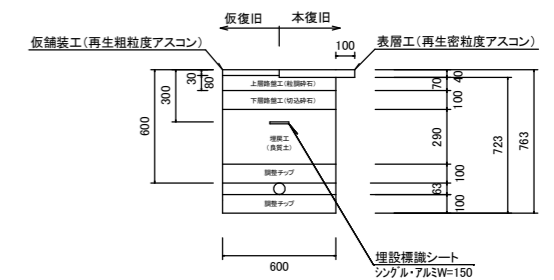 仮復旧 本復旧
仮舗装工(再生粗粒度アスコン)
100
表層工(再生密粒度アスコン)
30
80
300
600
上層路盤工(粒調砕石)
下層路盤工(切込砕石)
埋戻工
(良質土)
調整チップ
調整チップ
40
70
100
290
100
63
100
723
763
600
埋設標識シート
シングル・アルミW=150